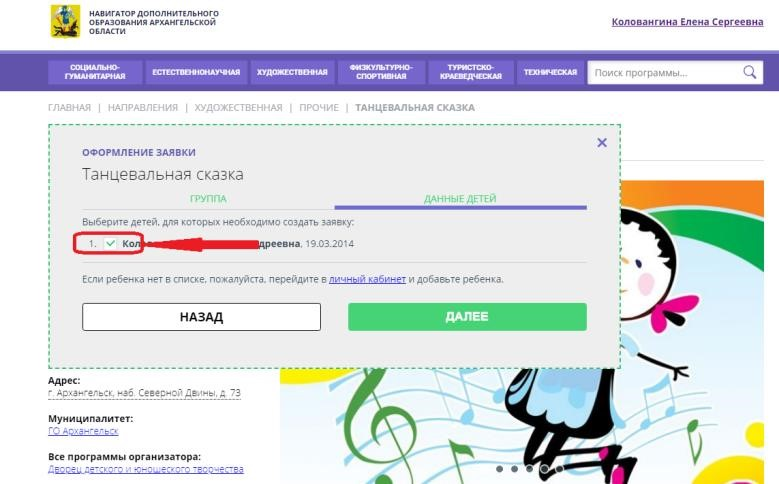 НАВИГАТОР ДОПОЛНИТЕЛЬНОГО
ОБРАЗОВАНИЯ АРХАНГЕЛЬСКОЙ
ОБЛАСТИ
Коловангина Елена Сергеевна
СОЦИАЛЬНО-
ГУМАНИТАРНАЯ
ЕСТЕСТВЕННОНАУЧНАЯ
ХУДОЖЕСТВЕННАЯ
ФИЗКУЛЬТУРНО-
СПОРТИВНАЯ
ТУРИСТСКО-
КРАЕВЕДЧЕСКАЯ
ТЕХНИЧЕСКАЯ
Поиск программы...
ГЛАВНАЯ | НАПРАВЛЕНИЯ | ХУДОЖЕСТВЕННАЯ | ПРОЧИЕ | ТАНЦЕВАЛЬНАЯ СКАЗКА
ОФОРМЛЕНИЕ ЗАЯВКИ
Танцевальная сказка
ГРУППА
ДАННЫЕ ДЕТЕЙ
Выберите детей, для которых необходимо создать заявку:
1. 19.03.2014
Если ребенка нет в списке, пожалуйста, перейдите в личный кабинет и добавьте ребенка.
НАЗАД
ДАЛЕЕ
Адрес:
г. Архангельск, наб. Северной Двины, д. 73
Муниципалитет:
ГО Архангельск
Все программы организатора:
Дворец детского и юношеского творчества